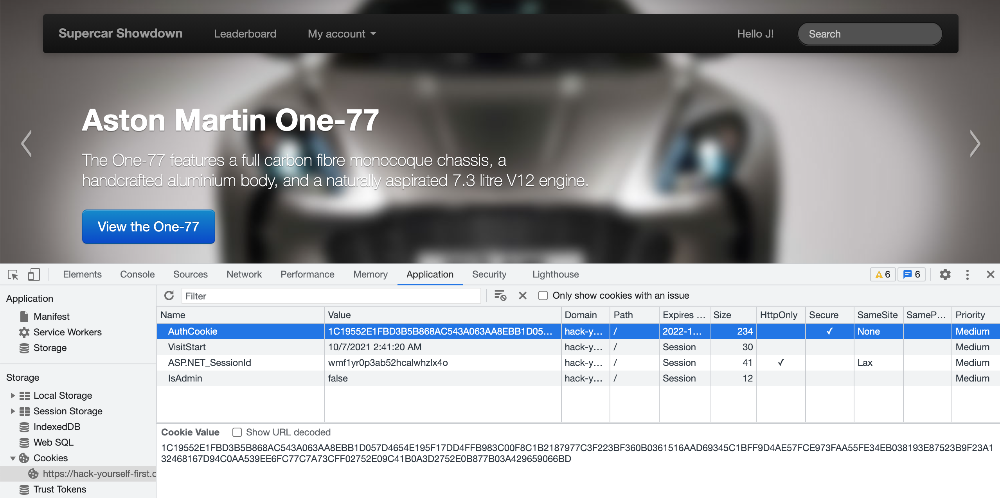 Supercar Showdown Leaderboard My account Hello J! Search
Aston Martin One-77
The One-77 features a full carbon fibre monocoque chassis, a
handcrafted aluminium body, and a naturally aspirated 7.3 litre V12 engine.
View the One-77
Elements Console Sources Network Performance Memory Application Security Lighthouse 6 6
Application
Manifest
Service Workers
Storage
Storage
Local Storage
Session Storage
IndexedDB
Web SQL
Cookies
https://hack-yourself-first.c
Trust Tokens
Filter Only show cookies with an issue
Name Value Domain Path Expires ... Size HttpOnly Secure SameSite SameP... Priority
AuthCookie 1C19552E1FBD3B5B868AC543A063AA8EBB1D05... hack-y... / 2022-1... 234 ✓ None Medium
VisitStart 10/7/2021 2:41:20 AM hack-y... / Session 30 Medium
ASP.NET_SessionId wmf1yr0p3ab52hcalwhzlx4o hack-y... / Session 41 ✓ Lax Medium
IsAdmin false hack-y... / Session 12 Medium
Cookie Value Show URL decoded
1C19552E1FBD3B5B868AC543A063AA8EBB1D057D4654E195F17DD4FFB983C00F8C1B2187977C3F223BF360B0361516AAD69345C1BFF9D4AE57FCE973FAA55FE34EB038193E87523B9F23A1
32468167D94C0AA539EE6FC77C7A73CFF02752E09C41B0A3D2752E0B877B03A429659066BD